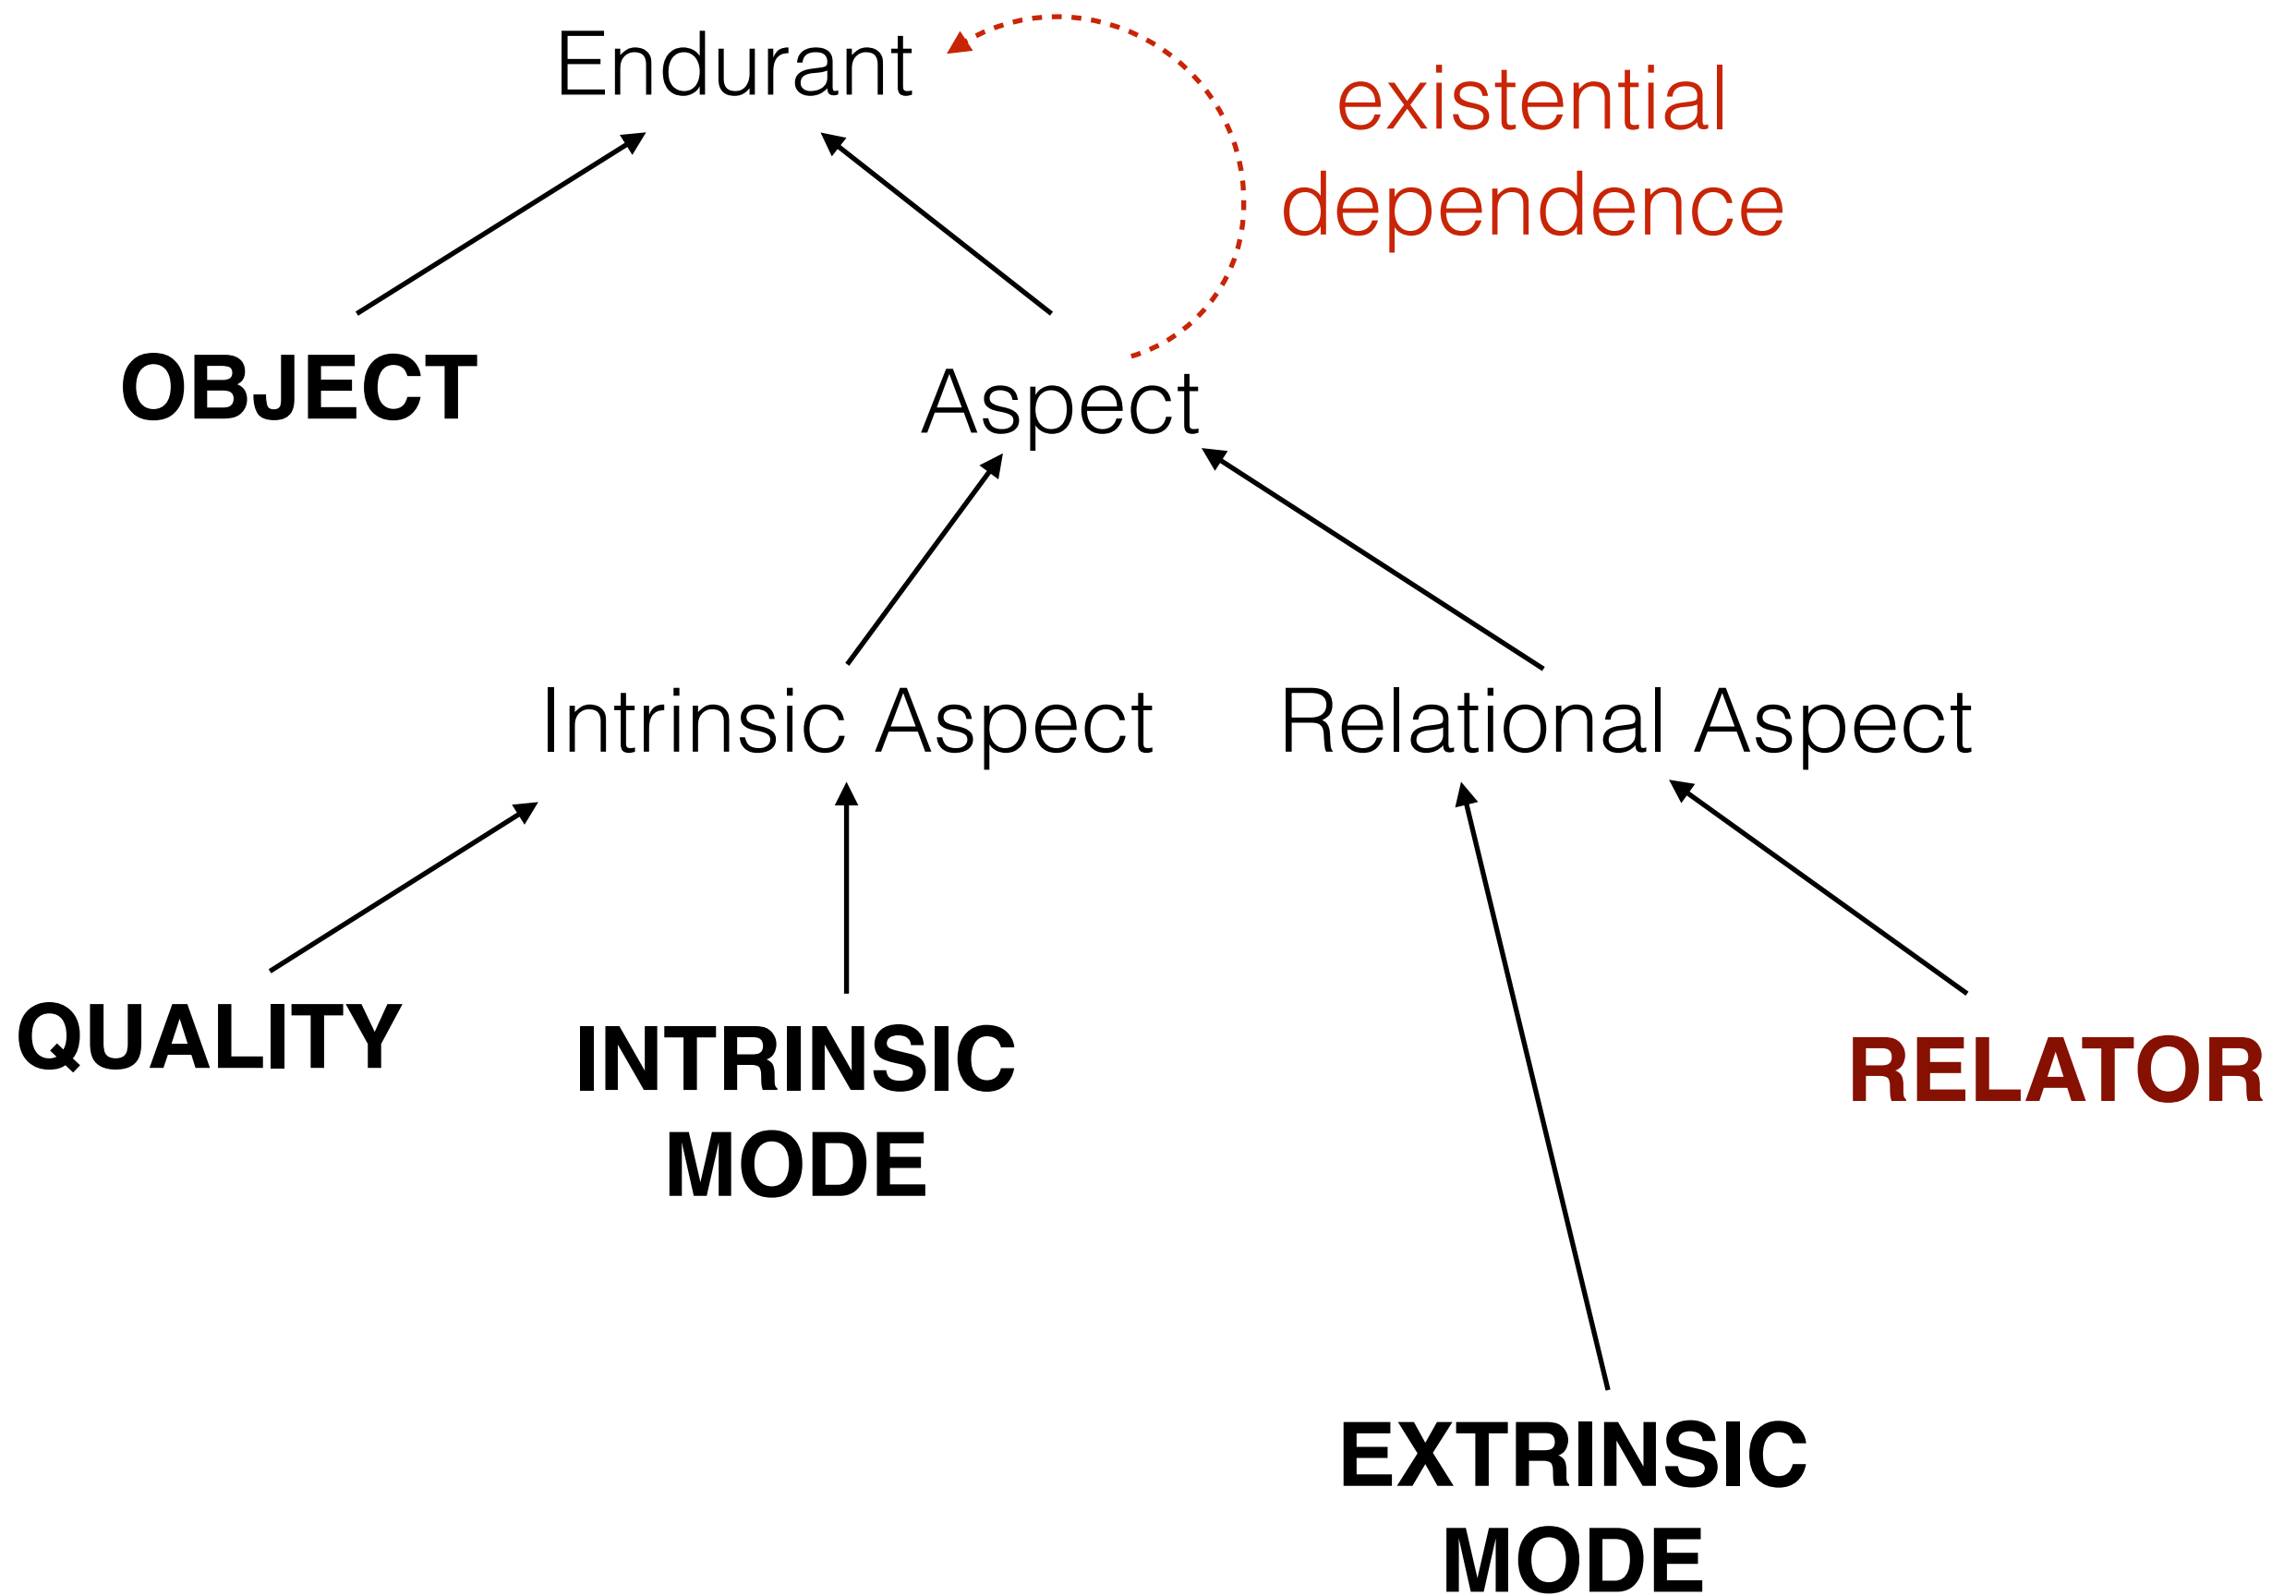 Endurant
existential
dependence
OBJECT
Aspect
Intrinsic Aspect
Relational Aspect
QUALITY
INTRINSIC
MODE
RELATOR
EXTRINSIC
MODE